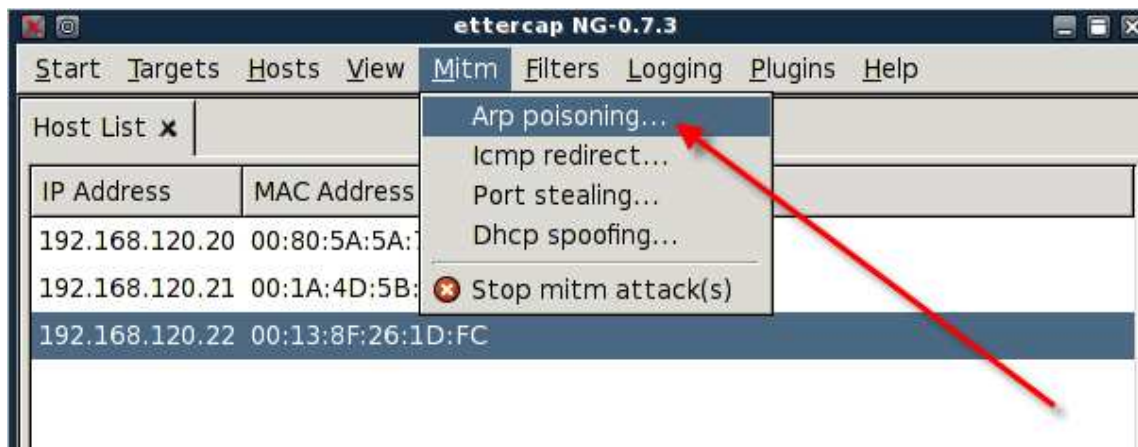 ettercap NG-0.7.3
Start Targets Hosts View Mitm Filters Logging Plugins Help
Arp poisoning...
Icmp redirect...
Port stealing...
Dhcp spoofing...
Stop mitm attack(s)
Host List x
IP Address MAC Address
192.168.120.20 00:80:5A:5A:
192.168.120.21 00:1A:4D:5B:
192.168.120.22 00:13:8F:26:1D:FC